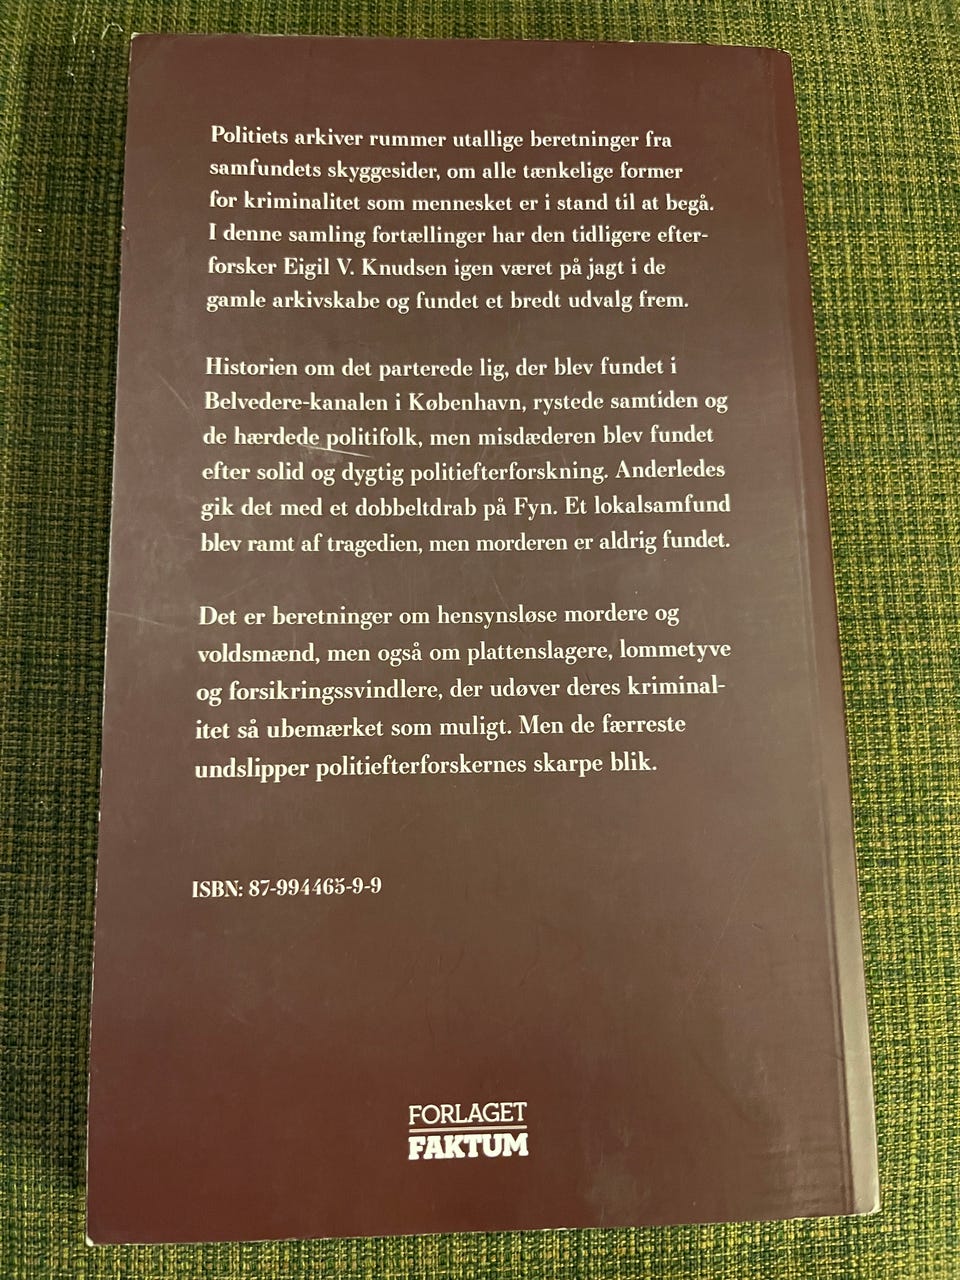 Politiets arkiver rummer utallige beretninger fra
samfundets skyggesider, om alle tænkelige former
for kriminalitet som mennesket er i stand til at begå.
I denne samling fortællinger har den tidligere efter-
forsker Eigil V. Knudsen igen været på jagt i de
gamle arkivskabe og fundet et bredt udvalg frem.
Historien om det parterede lig, der blev fundet i
Belvedere-kanalen i København, rystede samtiden og
de hærdede politifolk, men misdæderen blev fundet
efter solid og dygtig politiefterforskning. Anderledes
gik det med et dobbeltdrab på Fyn. Et lokalsamfund
blev ramt af tragedien, men morderen er aldrig fundet.
Det er beretninger om hensynsløse mordere og
voldsmænd, men også om plattenslagere, lommetyve
og forsikringssvindlere, der udøver deres kriminal-
itet så ubemærket som muligt. Men de færreste
undslipper politiefterforskernes skarpe blik.
ISBN: 87-994465-9-9
FORLAGET
FAKTUM